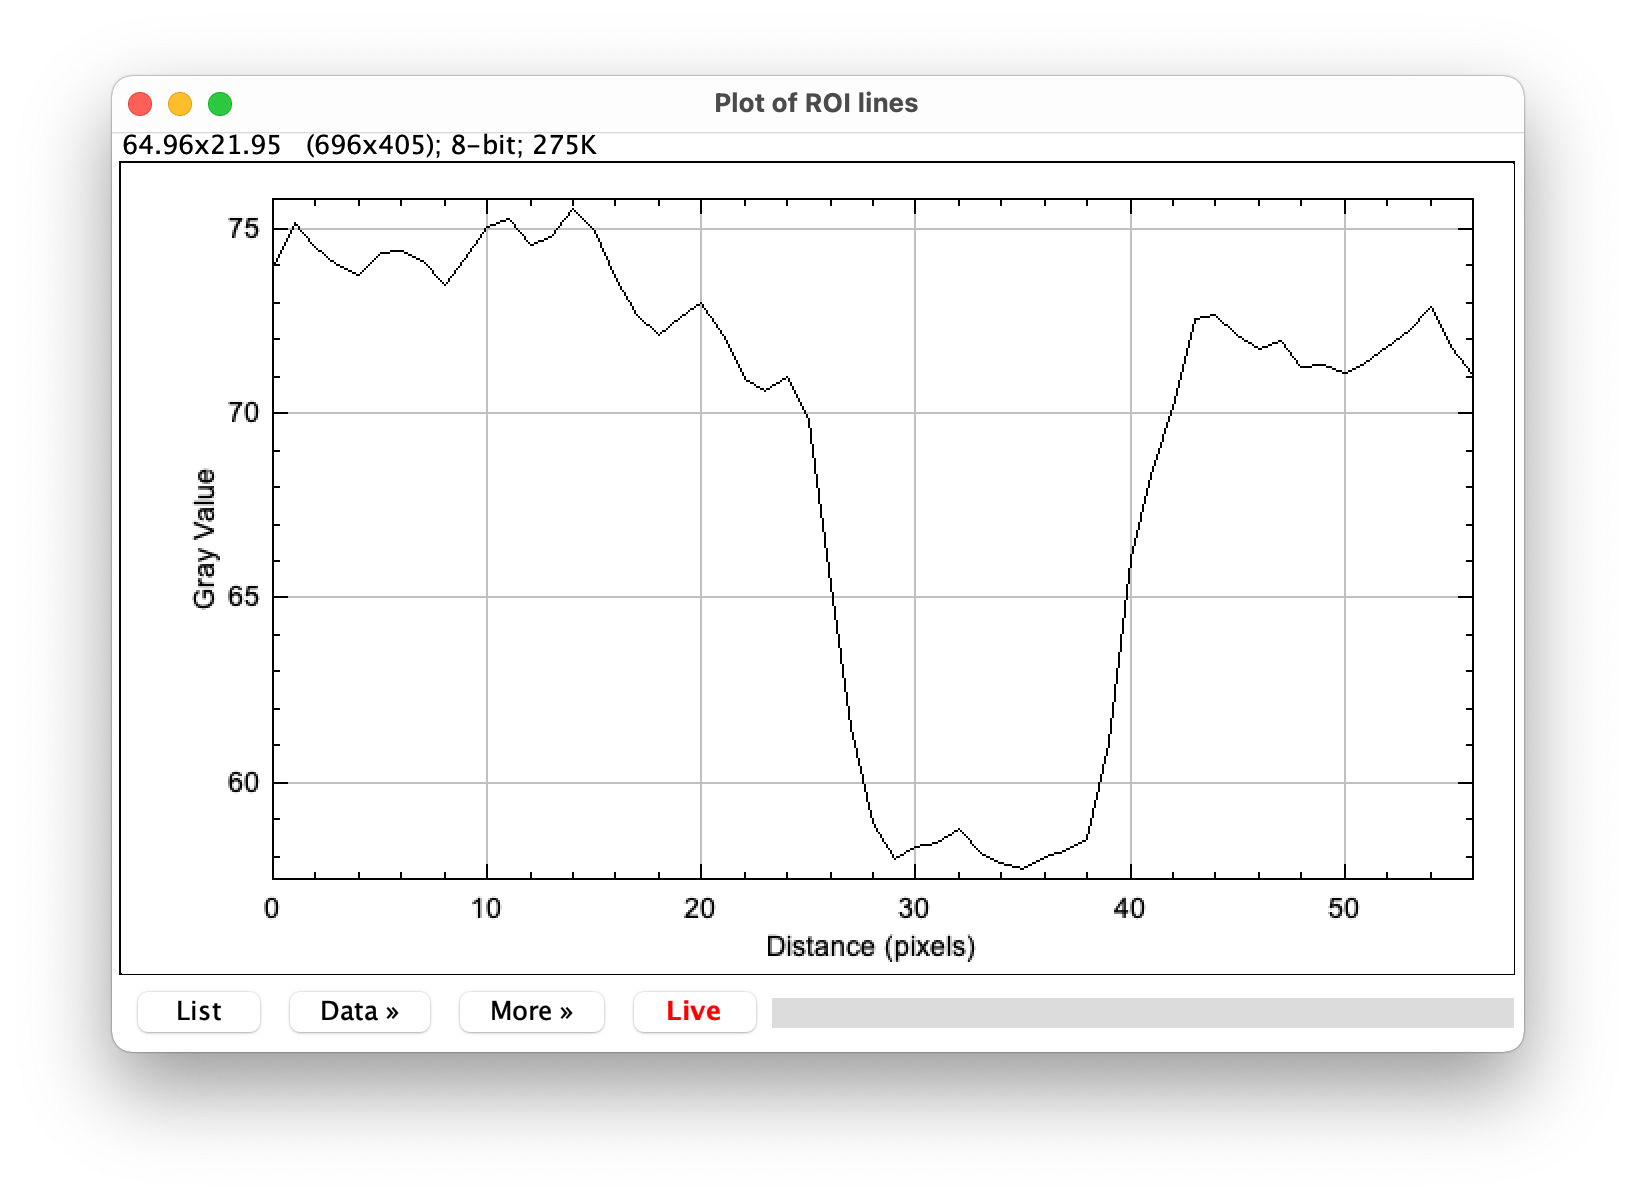 Plot of ROI lines
64.96x21.95 (696x405); 8-bit; 275K
75
70
65
60
Gray Value
0 10 20 30 40 50
Distance (pixels)
List Data » More » Live